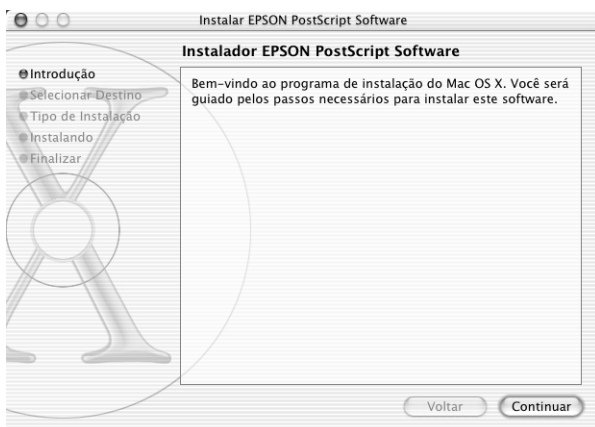 Instalar EPSON PostScript Software
Instalador EPSON PostScript Software
Introdução
Selecionar Destino
Tipo de Instalação
Instalando
Finalizar
Bem-vindo ao programa de instalação do Mac OS X. Você será
guiado pelos passos necessários para instalar este software.
Voltar
Continuar